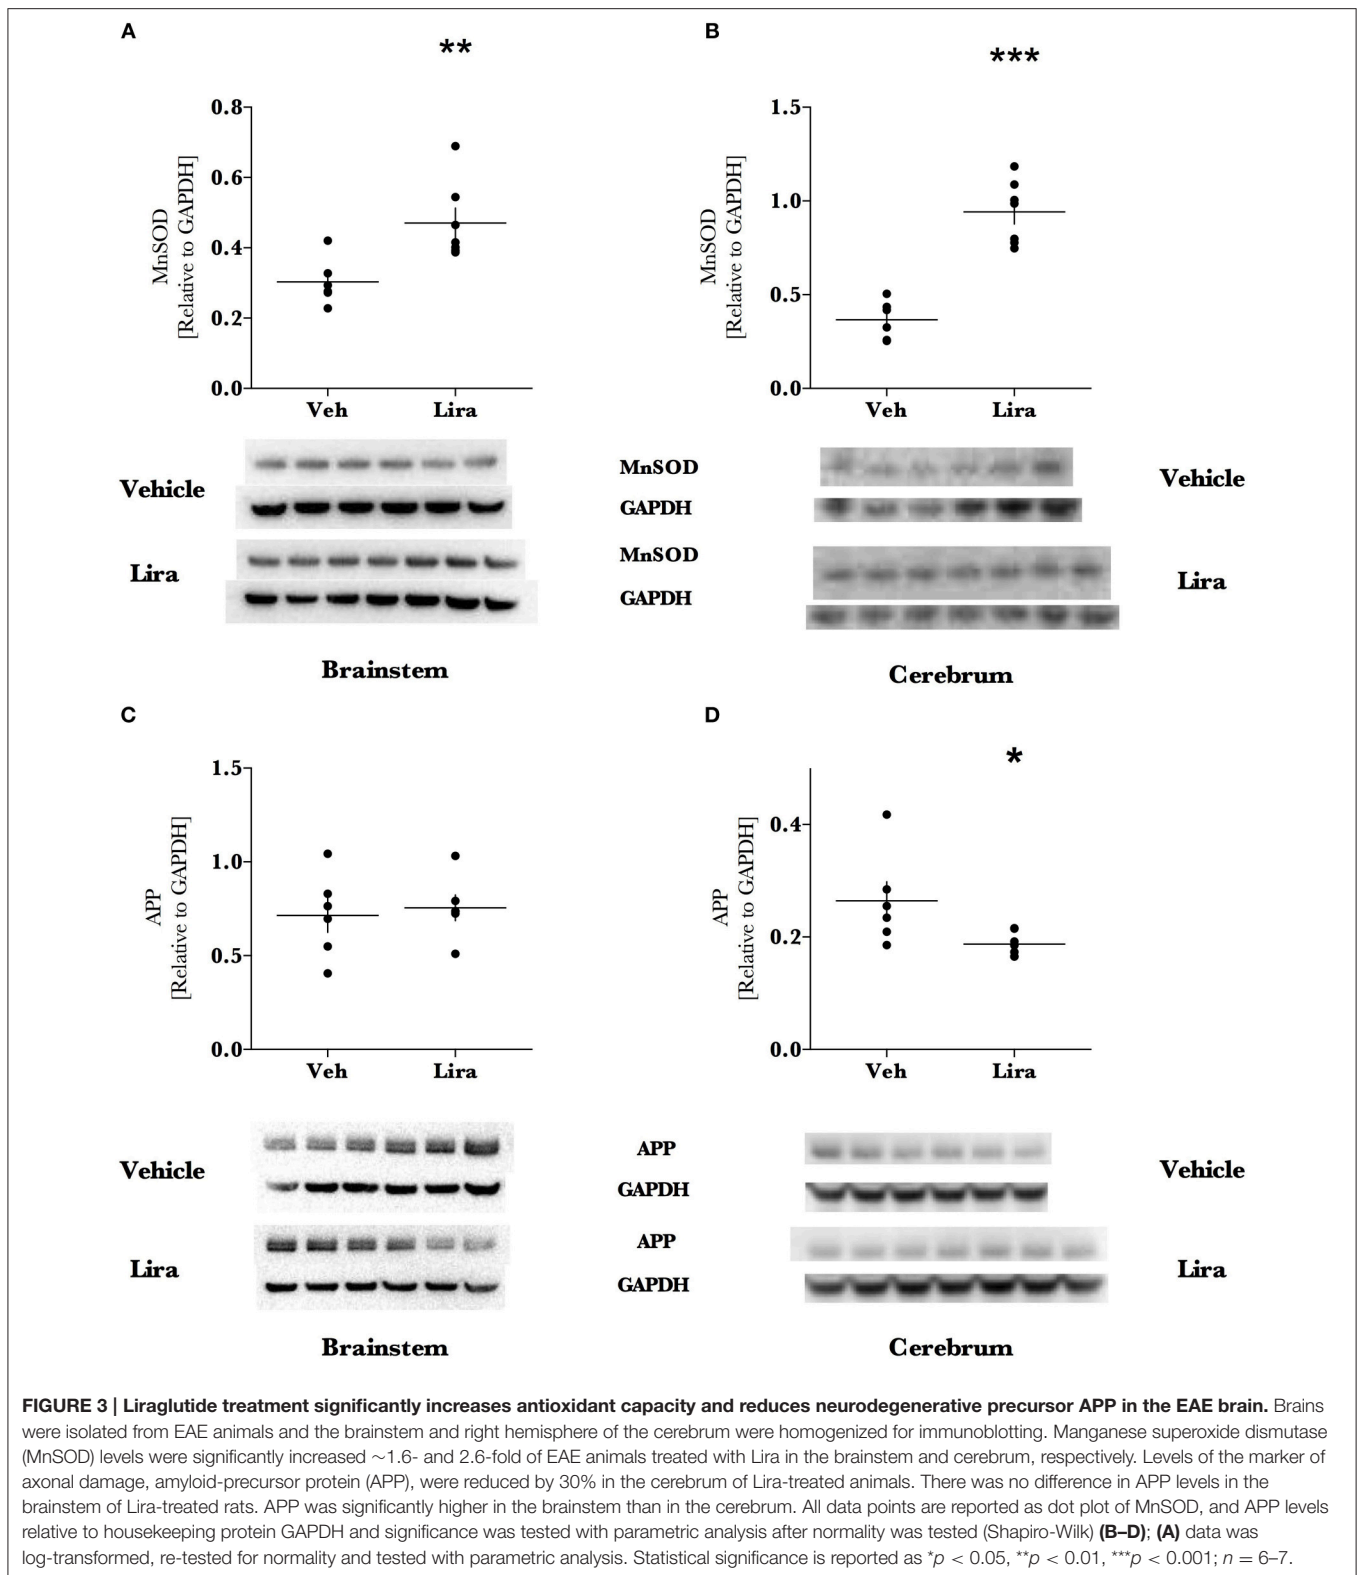 A
**
0.8
0.6
0.4
0.2
0.0
MnSOD
[Relative to GAPDH]
Veh Lira
Vehicle
Lira
Brainstem
MnSOD
GAPDH
MnSOD
GAPDH
B
***
1.5
1.0
0.5
0.0
MnSOD
[Relative to GAPDH]
Veh Lira
Vehicle
Lira
Cerebrum
C
1.5
1.0
0.5
0.0
APP
[Relative to GAPDH]
Veh Lira
Vehicle
Lira
Brainstem
APP
GAPDH
APP
GAPDH
D
*
0.4
0.2
0.0
APP
[Relative to GAPDH]
Veh Lira
Vehicle
Lira
Cerebrum
FIGURE 3 | Liraglutide treatment significantly increases antioxidant capacity and reduces neurodegenerative precursor APP in the EAE brain. Brains
were isolated from EAE animals and the brainstem and right hemisphere of the cerebrum were homogenized for immunoblotting. Manganese superoxide dismutase
(MnSOD) levels were significantly increased ∼1.6- and 2.6-fold of EAE animals treated with Lira in the brainstem and cerebrum, respectively. Levels of the marker of
axonal damage, amyloid-precursor protein (APP), were reduced by 30% in the cerebrum of Lira-treated animals. There was no difference in APP levels in the
brainstem of Lira-treated rats. APP was significantly higher in the brainstem than in the cerebrum. All data points are reported as dot plot of MnSOD, and APP levels
relative to housekeeping protein GAPDH and significance was tested with parametric analysis after normality was tested (Shapiro-Wilk) (B–D); (A) data was
log-transformed, re-tested for normality and tested with parametric analysis. Statistical significance is reported as *p < 0.05, **p < 0.01, ***p < 0.001; n = 6–7.